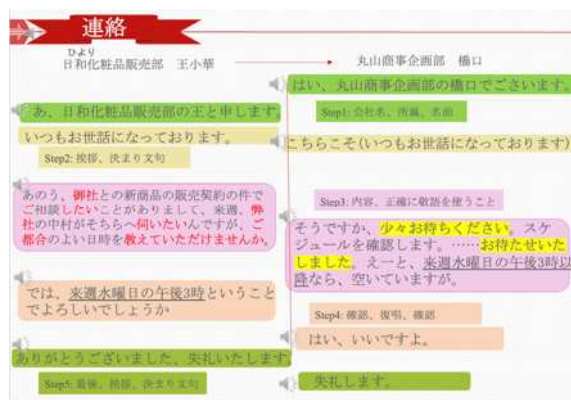 連絡
ひより
日和化粧品販売部 王小華
丸山商事企画部 橋口
はい、丸山商事企画部の橋口でございます。
Step1: 会社名、所属、名前
あ、日和化粧品販売部の王と申します。
いつもお世話になっております。
Step2: 挨拶、決まり文句
こちらこそ(いつもお世話になっております)
あのう、御社との新商品の販売契約の件で
ご相談したいことがありまして、来週、弊
社の中村がそちらへ伺いたいんですが、ご
都合のよい日時を教えていただけませんか。
Step3: 内容、正確に敬語を使うこと
そうですか、少々お待ちください。スケ
ジュールを確認します。……お待たせいた
しました。えーと、来週水曜日の午後3時以
降なら、空いていますが。
では、来週水曜日の午後3時ということ
でよろしいでしょうか
Step4: 確認、復唱、確認
はい、いいですよ。
ありがとうございました、失礼いたします。
Step5: 最後、挨拶、決まり文句
失礼します。